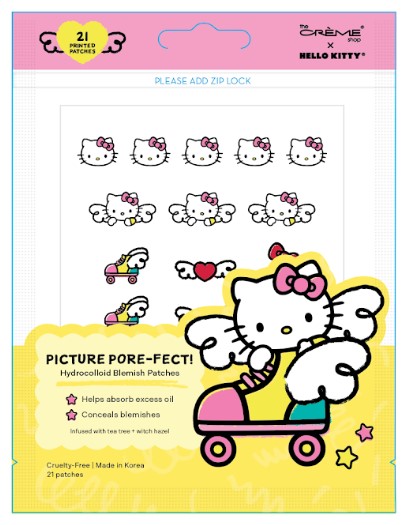 21
PRINTED
PATCHES
the
CRÈME®
shop
×
HELLO KITTY®
PLEASE ADD ZIP LOCK
PICTURE PORE-FECT!
Hydrocolloid Blemish Patches
Helps absorb excess oil
Conceals blemishes
Infused with tea tree + witch hazel
Cruelty-Free | Made in Korea
21 patches